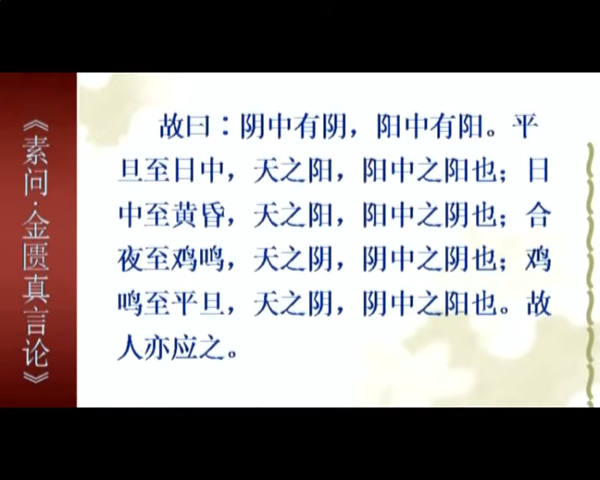 《素问·金匮真言论》
故曰：阴中有阴，阳中有阳。平
旦至日中，天之阳，阳中之阳也；日
中至黄昏，天之阳，阳中之阴也；合
夜至鸡鸣，天之阴，阴中之阴也；鸡
鸣至平旦，天之阴，阴中之阳也。故
人亦应之。